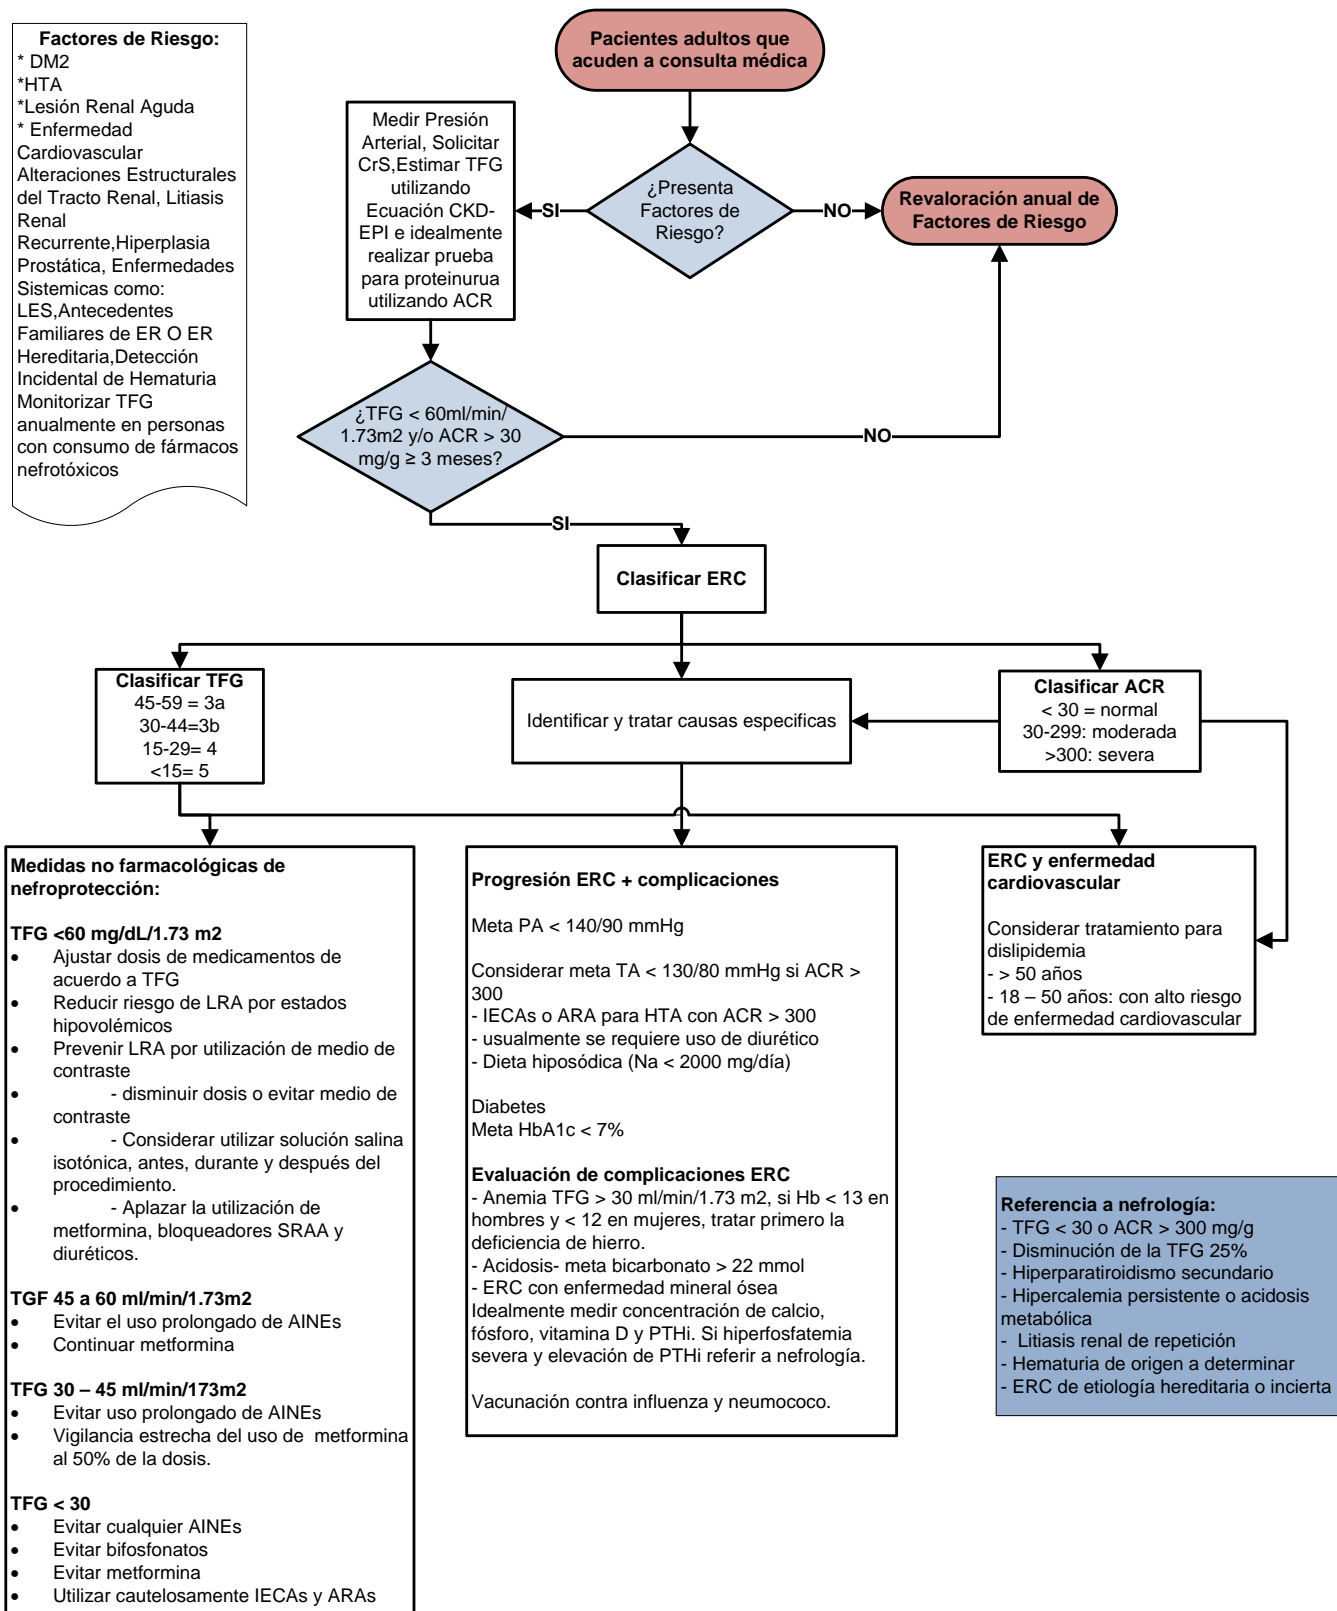 Factores de Riesgo:
* DM2
*HTA
*Lesión Renal Aguda
* Enfermedad
Cardiovascular
Alteraciones Estructurales
del Tracto Renal, Litiasis
Renal
Recurrente,Hiperplasia
Prostática, Enfermedades
Sistemicas como:
LES,Antecedentes
Familiares de ER O ER
Hereditaria,Detección
Incidental de Hematuria
Monitorizar TFG
anualmente en personas
con consumo de fármacos
nefrotóxicos
Pacientes adultos que
acuden a consulta médica
Medir Presión
Arterial, Solicitar
CrS,Estimar TFG
utilizando
Ecuación CKD-
EPI e idealmente
realizar prueba
para proteinurua
utilizando ACR
SI
¿Presenta
Factores de
Riesgo?
NO
Revaloración anual de
Factores de Riesgo
¿TFG < 60ml/min/
1.73m2 y/o ACR > 30
mg/g ≥ 3 meses?
NO
SI
Clasificar ERC
Clasificar TFG
45-59 = 3a
30-44=3b
15-29= 4
<15= 5
Identificar y tratar causas especificas
Clasificar ACR
< 30 = normal
30-299: moderada
>300: severa
Medidas no farmacológicas de
nefroprotección:
TFG <60 mg/dL/1.73 m2
• Ajustar dosis de medicamentos de
acuerdo a TFG
• Reducir riesgo de LRA por estados
hipovolémicos
• Prevenir LRA por utilización de medio de
contraste
• - disminuir dosis o evitar medio de
contraste
• - Considerar utilizar solución salina
isotónica, antes, durante y después del
procedimiento.
• - Aplazar la utilización de
metformina, bloqueadores SRAA y
diuréticos.
TGF 45 a 60 ml/min/1.73m2
• Evitar el uso prolongado de AINEs
• Continuar metformina
TFG 30 – 45 ml/min/173m2
• Evitar uso prolongado de AINEs
• Vigilancia estrecha del uso de metformina
al 50% de la dosis.
TFG < 30
• Evitar cualquier AINEs
• Evitar bifosfonatos
• Evitar metformina
• Utilizar cautelosamente IECAs y ARAs
Progresión ERC + complicaciones
Meta PA < 140/90 mmHg
Considerar meta TA < 130/80 mmHg si ACR >
300
- IECAs o ARA para HTA con ACR > 300
- usualmente se requiere uso de diurético
- Dieta hiposódica (Na < 2000 mg/día)
Diabetes
Meta HbA1c < 7%
Evaluación de complicaciones ERC
- Anemia TFG > 30 ml/min/1.73 m2, si Hb < 13 en
hombres y < 12 en mujeres, tratar primero la
deficiencia de hierro.
- Acidosis- meta bicarbonato > 22 mmol
- ERC con enfermedad mineral ósea
Idealmente medir concentración de calcio,
fósforo, vitamina D y PTHi. Si hiperfosfatemia
severa y elevación de PTHi referir a nefrología.
Vacunación contra influenza y neumococo.
ERC y enfermedad
cardiovascular
Considerar tratamiento para
dislipidemia
- > 50 años
- 18 – 50 años: con alto riesgo
de enfermedad cardiovascular
Referencia a nefrología:
- TFG < 30 o ACR > 300 mg/g
- Disminución de la TFG 25%
- Hiperparatiroidismo secundario
- Hipercalemia persistente o acidosis
metabólica
- Litiasis renal de repetición
- Hematuria de origen a determinar
- ERC de etiología hereditaria o incierta